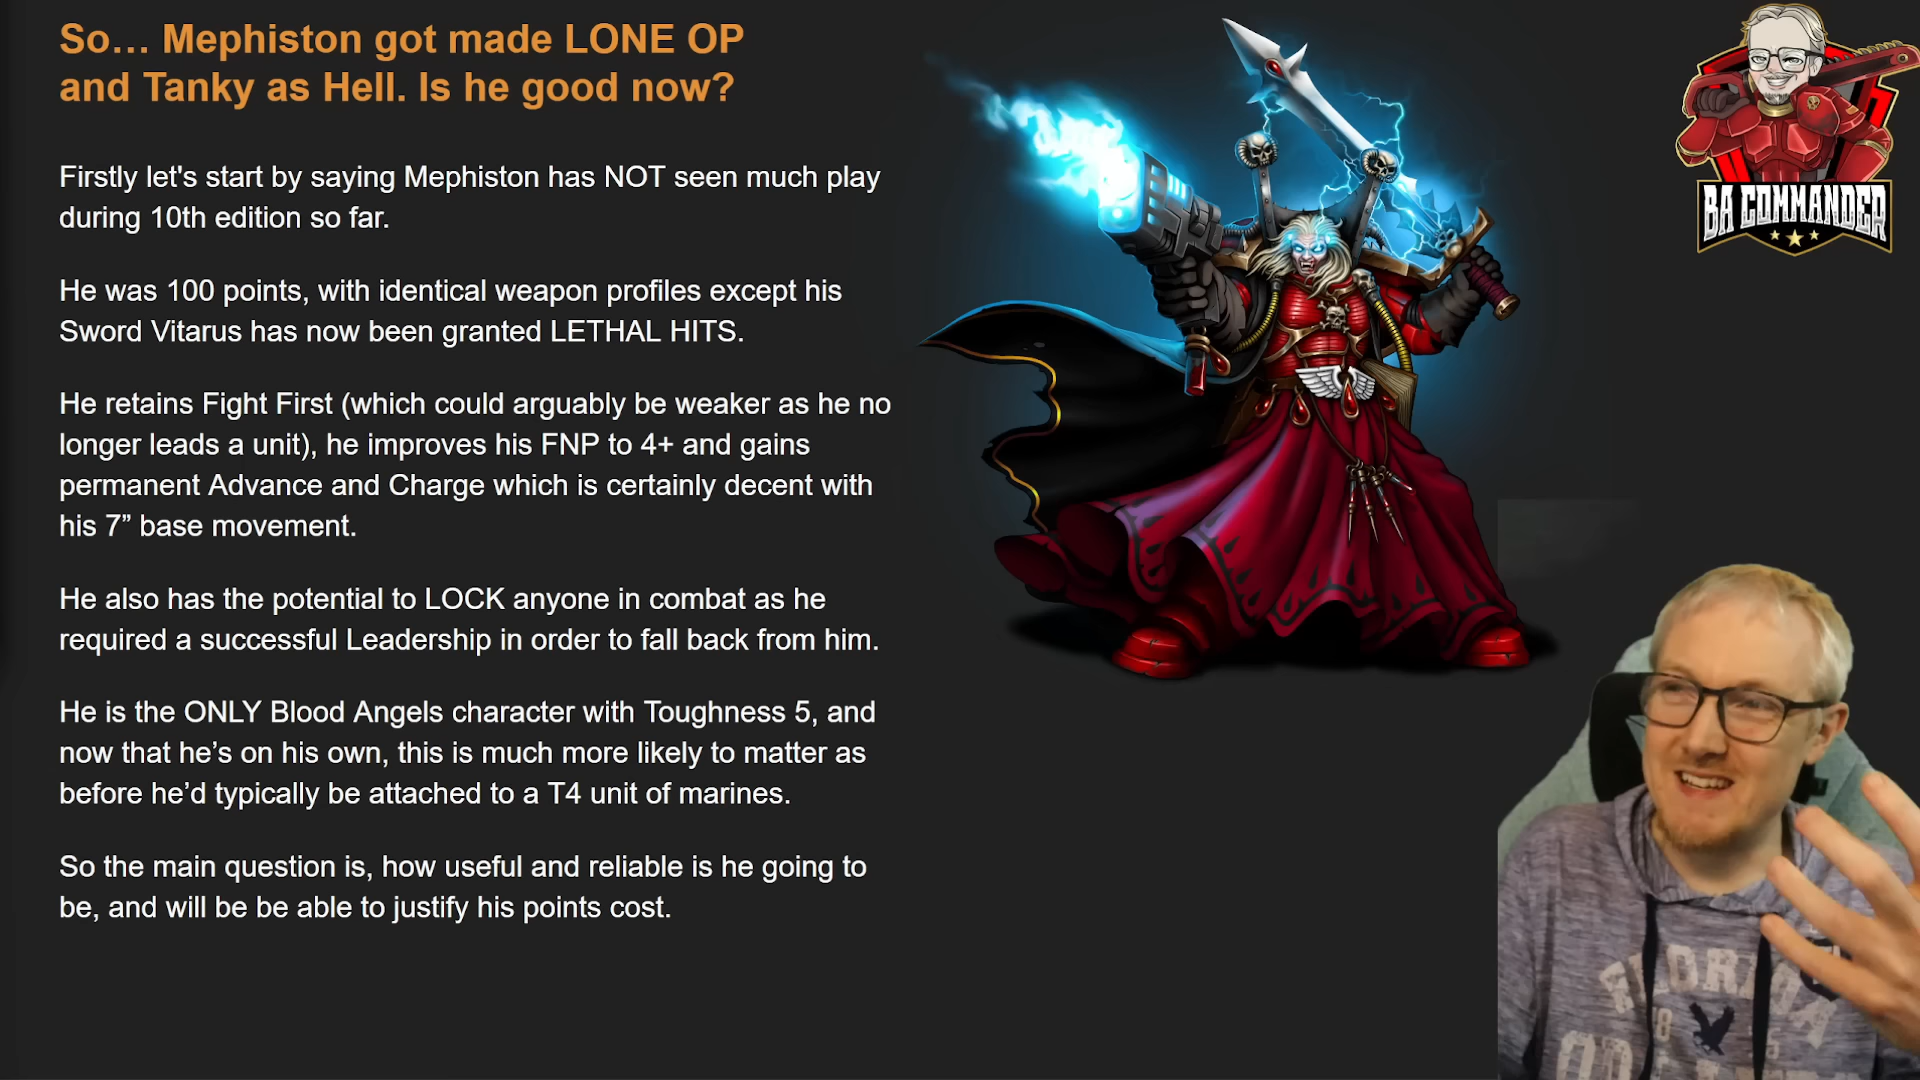 So... Mephiston got made LONE OP
and Tanky as Hell. Is he good now?
Firstly let's start by saying Mephiston has NOT seen much play
during 10th edition so far.
He was 100 points, with identical weapon profiles except his
Sword Vitarus has now been granted LETHAL HITS.
He retains Fight First (which could arguably be weaker as he no
longer leads a unit), he improves his FNP to 4+ and gains
permanent Advance and Charge which is certainly decent with
his 7” base movement.
He also has the potential to LOCK anyone in combat as he
required a successful Leadership in order to fall back from him.
He is the ONLY Blood Angels character with Toughness 5, and
now that he’s on his own, this is much more likely to matter as
before he’d typically be attached to a T4 unit of marines.
So the main question is, how useful and reliable is he going to
be, and will be be able to justify his points cost.
BA COMMANDER